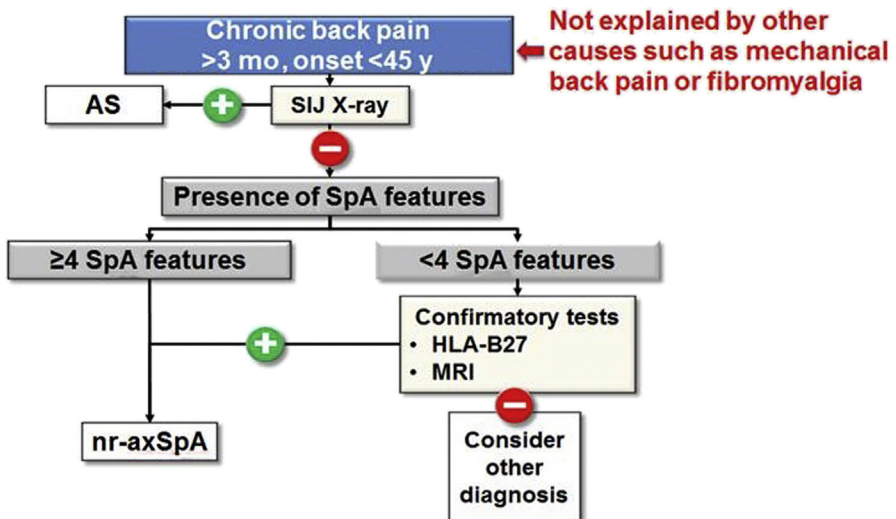 Chronic back pain
>3 mo, onset <45 y
Not explained by other
causes such as mechanical
back pain or fibromyalgia
AS
SIJ X-ray
Presence of SpA features
≥4 SpA features
<4 SpA features
Confirmatory tests
• HLA-B27
• MRI
nr-axSpA
Consider
other
diagnosis